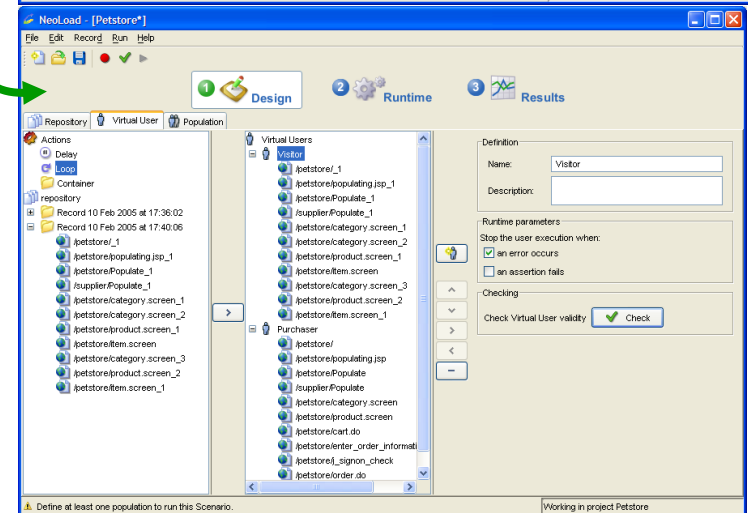 NeoLoad - [Petstore*]
File Edit Record Run Help
1 Design 2 Runtime 3 Results
Repository Virtual User Population
Actions
Delay
Loop
Container
repository
Record 10 Feb 2005 at 17:36:02
Record 10 Feb 2005 at 17:40:06
/petstore/_1
/petstore/populating.jsp_1
/petstore/Populate_1
/supplier/Populate_1
/petstore/category.screen_1
/petstore/category.screen_2
/petstore/product.screen_1
/petstore/item.screen
/petstore/category.screen_3
/petstore/product.screen_2
/petstore/item.screen_1
Virtual Users
Visitor
/petstore/_1
/petstore/populating.jsp_1
/petstore/Populate_1
/supplier/Populate_1
/petstore/category.screen_1
/petstore/category.screen_2
/petstore/product.screen_1
/petstore/item.screen
/petstore/category.screen_3
/petstore/product.screen_2
/petstore/item.screen_1
Purchaser
/petstore/
/petstore/populating.jsp
/petstore/Populate
/supplier/Populate
/petstore/category.screen
/petstore/product.screen
/petstore/cart.do
/petstore/enter_order_informati
/petstore/j_signon_check
/petstore/order.do
Definition
Name: Visitor
Description:
Runtime parameters
Stop the user execution when:
an error occurs
an assertion fails
Checking
Check Virtual User validity Check
Define at least one population to run this Scenario.
Working in project Petstore